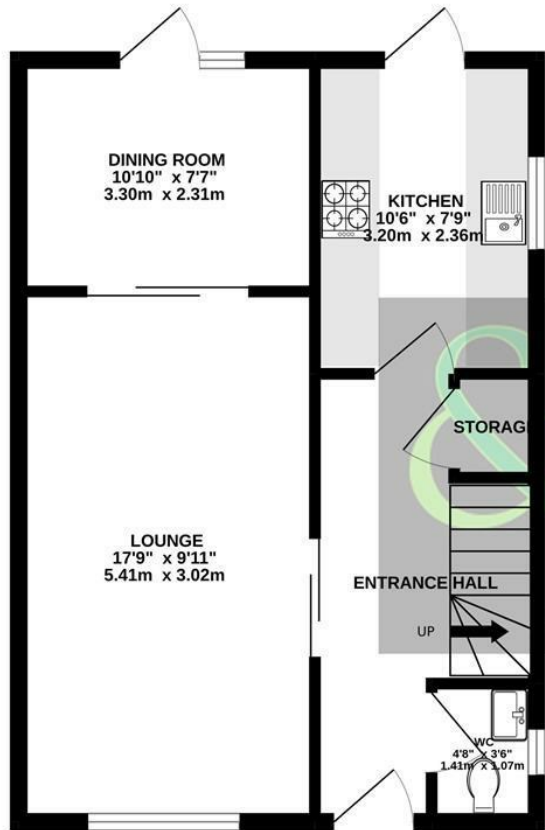 DINING ROOM
10'10" x 7'7"
3.30m x 2.31m
KITCHEN
10'6" x 7'9"
3.20m x 2.36m
&
STORAG
LOUNGE
17'9" x 9'11"
5.41m x 3.02m
ENTRANCE HALL
UP
WC
4'8" x 3'6"
1.41m x 1.07m